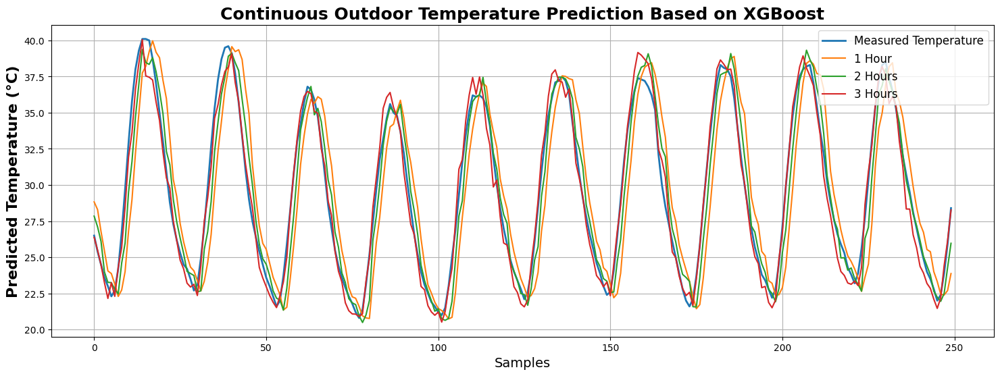 Continuous Outdoor Temperature Prediction Based on XGBoost
Predicted Temperature (°C)
40.0
37.5
35.0
32.5
30.0
27.5
25.0
22.5
20.0
Measured Temperature
1 Hour
2 Hours
3 Hours
0 50 100 150 200 250
Samples